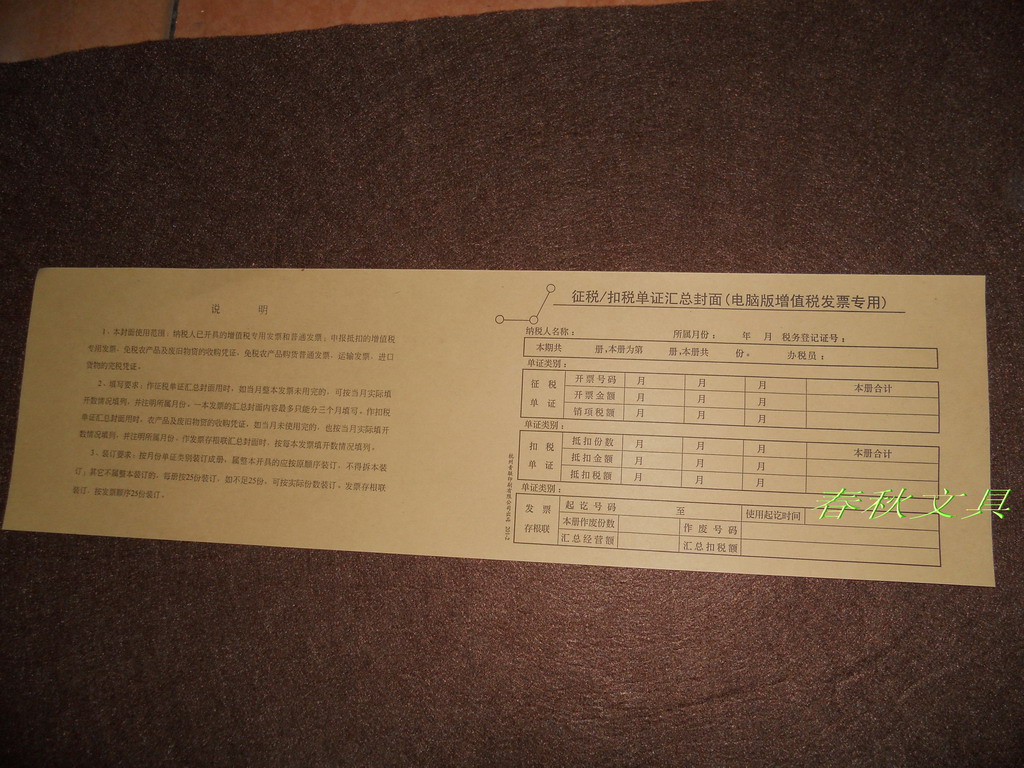 说 明
1、本封面使用范围：纳税人已开具的增值税专用发票和普通发票；申报抵扣的增值税
专用发票、免税农产品及废旧物资的收购凭证、免税农产品购货普通发票、运输发票、进口
货物的完税凭证。
2、填写要求：作征税单证汇总封面用时，如当月整本发票未用完的，可按当月实际填
开数情况填列，并注明所属月份。一本发票的汇总封面内容最多只能分三个月填写，作扣税
单证汇总封面用时，农产品及废旧物资的收购凭证，如当月未使用完的，也按当月实际填开
数情况填列，并注明所属月份，作发票存根联汇总封面时，按每本发票填开数情况填列。
3、装订要求：按月份单证类别装订成册，属整本开具的应按原顺序装订，不得拆本装
订；其它不属整本装订的，每册按25份装订，如不足25份，可按实际份数装订。发票存根联
装订，按发票顺序25份装订。
征税/扣税单证汇总封面(电脑版增值税发票专用)
纳税人名称： 所属月份： 年 月 税务登记证号：
本期共 册,本册为第 册,本册共 份。 办税员：
单证类别：
征 税 单 证 开票号码 月 月 月 本册合计
开票金额 月 月 月
销项税额 月 月 月
单证类别：
扣 税 单 证 抵扣份数 月 月 月 本册合计
抵扣金额 月 月 月
抵扣税额 月 月 月
单证类别：
发 票 存根联 起讫号码 至 使用起讫时间
本册作废份数 作废号码
汇总经营额 汇总扣税额
春秋文具